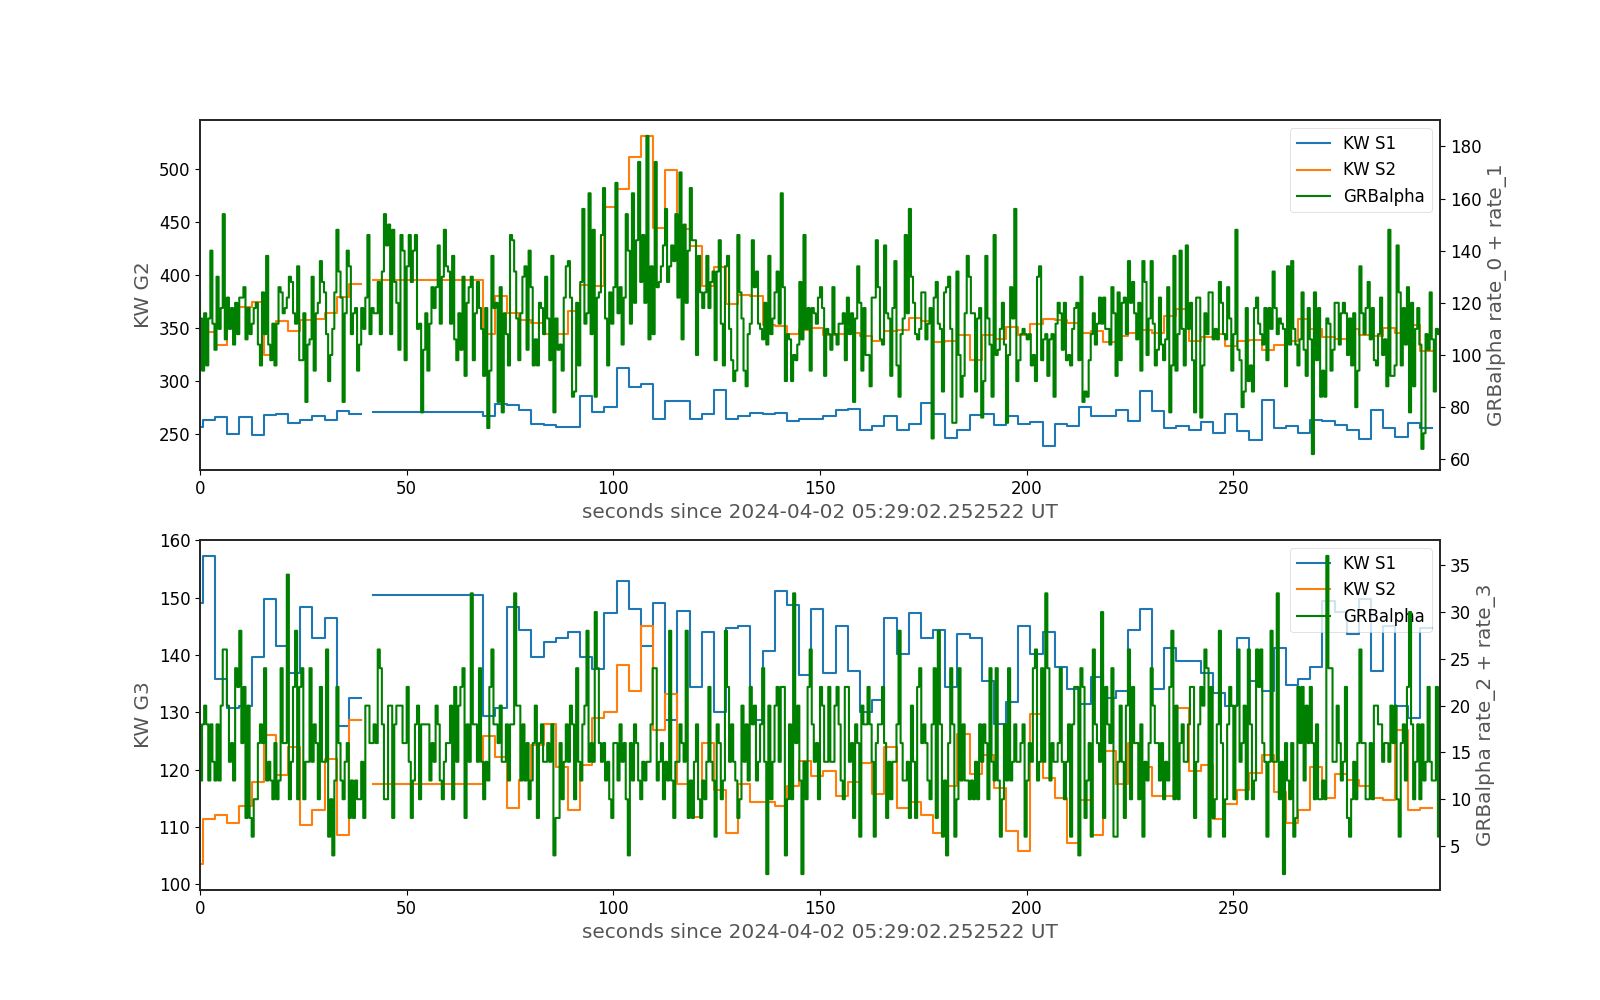 KW G2
500
450
400
350
300
250
KW S1
KW S2
GRBalpha
180
160
140
120
100
80
60
GRBalpha rate_0 + rate_1
0 50 100 150 200 250
seconds since 2024-04-02 05:29:02.252522 UT
KW G3
160
150
140
130
120
110
100
KW S1
KW S2
GRBalpha
35
30
25
20
15
10
5
GRBalpha rate_2 + rate_3
0 50 100 150 200 250
seconds since 2024-04-02 05:29:02.252522 UT